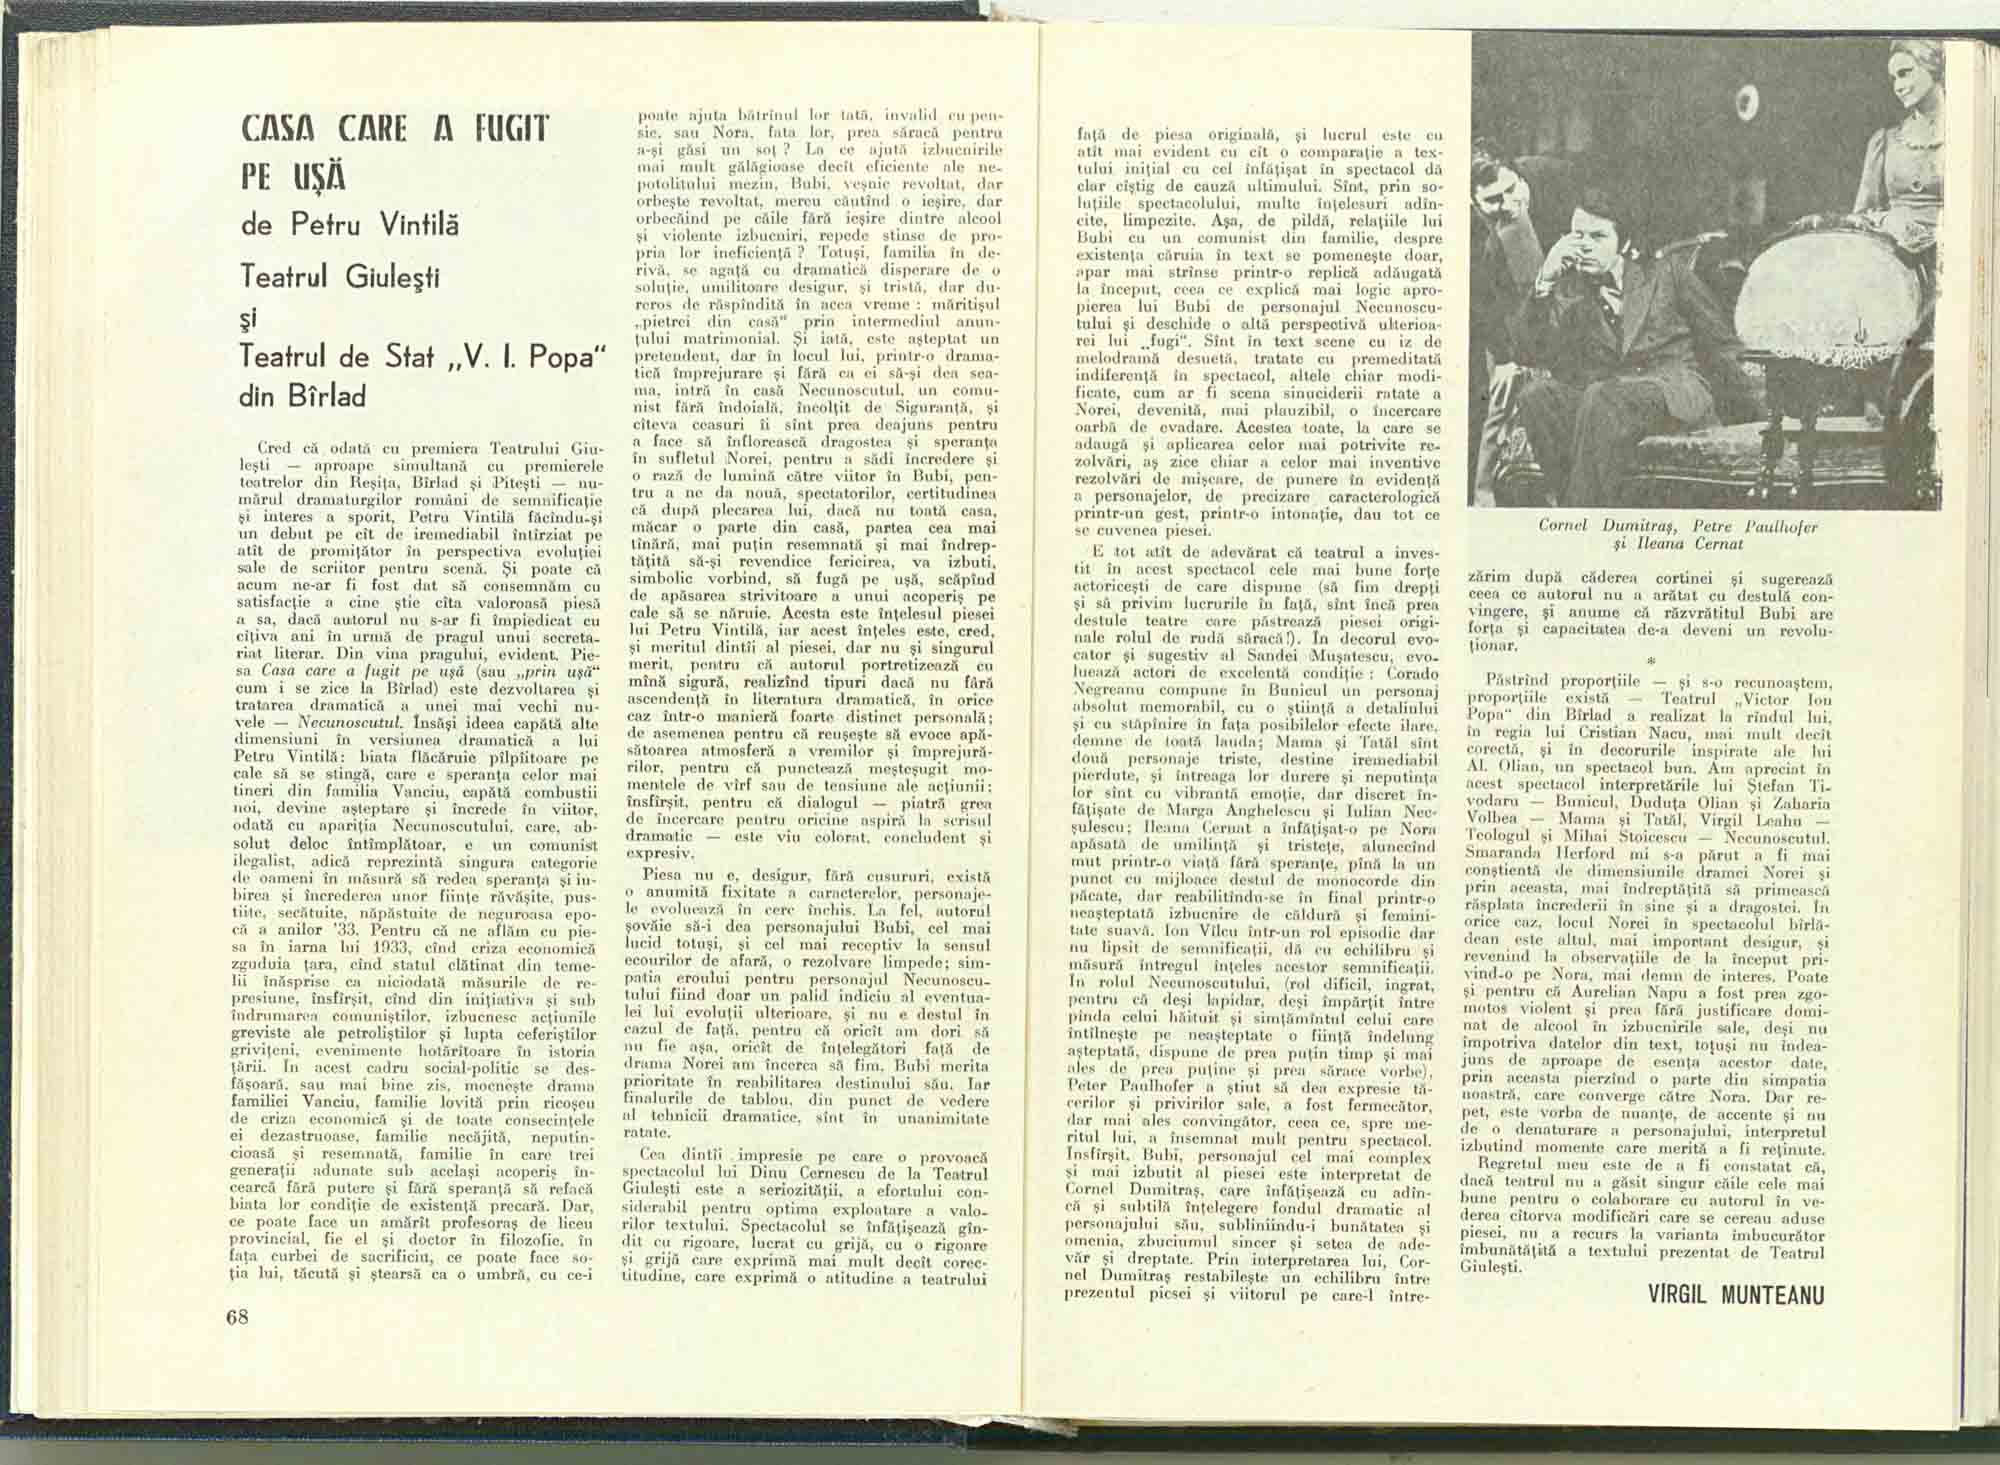 CASA CARE A FUGIT
PE UȘĂ
de Petru Vintilă
Teatrul Giulești
și
Teatrul de Stat „V. I. Popa“
din Bîrlad
Cred că odată cu premiera Teatrului Giu-
lești — aproape simultană cu premierele
teatrelor din Reșița, Bîrlad și Pitești — nu-
mărul dramaturgilor români de semnificație
și interes a sporit, Petru Vintilă făcîndu-și
un debut pe cît de iremediabil întîrziat pe
atît de promițător în perspectiva evoluției
sale de scriitor pentru scenă. Și poate că
acum ne-ar fi fost dat să consemnăm cu
satisfacție a cine știe cîta valoroasă piesă
a sa, dacă autorul nu s-ar fi împiedicat cu
cîțiva ani în urmă de pragul unui secreta-
riat literar. Din vina pragului, evident. Pie-
sa Casa care a fugit pe ușă (sau „prin ușă“
cum i se zice la Bîrlad) este dezvoltarea și
tratarea dramatică a unei mai vechi nu-
vele — Necunoscutul. Însăși ideea capătă alte
dimensiuni în versiunea dramatică a lui
Petru Vintilă: biata flăcăruie pîlpîitoare pe
cale să se stingă, care e speranța celor mai
tineri din familia Vanciu, capătă combustii
noi, devine așteptare și încrede în viitor,
odată cu apariția Necunoscutului, care, ab-
solut deloc întîmplător, e un comunist
ilegalist, adică reprezintă singura categorie
de oameni în măsură să redea speranța și iu-
birea și încrederea unor ființe răvășite, pus-
tiite, secătuite, năpăstuite de neguroasa epo-
că a anilor '33. Pentru că ne aflăm cu pie-
sa în iarna lui 1933, cînd criza economică
zguduia țara, cînd statul clătinat din teme-
lii înăsprise ca niciodată măsurile de re-
presiune, însfîrșit, cînd din inițiativa și sub
îndrumarea comuniștilor, izbucnesc acțiunile
greviste ale petroliștilor și lupta ceferiștilor
grivițeni, evenimente hotărîtoare în istoria
țării. În acest cadru social-politic se des-
fășoară, sau mai bine zis, mocnește drama
familiei Vanciu, familie lovită prin ricoșeu
de criza economică și de toate consecințele
ei dezastruoase, familie necăjită, neputin-
cioasă și resemnată, familie în care trei
generații adunate sub același acoperiș în-
cearcă fără putere și fără speranță să refacă
biata lor condiție de existență precară. Dar,
ce poate face un amărît profesoraș de liceu
provincial, fie el și doctor în filozofie, în
fața curbei de sacrificiu, ce poate face so-
ția lui, tăcută și ștearsă ca o umbră, cu ce-i
68
poate ajuta bătrînul lor tată, invalid cu pen-
sie, sau Nora, fata lor, prea săracă pentru
a-și găsi un soț ? La ce ajută izbucnirile
mai mult gălăgioase decît eficiente ale ne-
potolitului mezin, Bubi, veșnic revoltat, dar
orbește revoltat, mereu căutînd o ieșire, dar
orbecăind pe căile fără ieșire dintre alcool
și violente izbucniri, repede stinse de pro-
pria lor ineficiență ? Totuși, familia în de-
rivă, se agață cu dramatică disperare de o
soluție, umilitoare desigur, și tristă, dar du-
reros de răspîndită în acea vreme : măritișul
„pietrei din casă“ prin intermediul anun-
țului matrimonial. Și iată, este așteptat un
pretendent, dar în locul lui, printr-o drama-
tică împrejurare și fără ca ei să-și dea sea-
ma, intră în casă Necunoscutul, un comu-
nist fără îndoială, încolțit de Siguranță, și
cîteva ceasuri îi sînt prea deajuns pentru
a face să înflorească dragostea și speranța
în sufletul Norei, pentru a sădi încredere și
o rază de lumină către viitor în Bubi, pen-
tru a ne da nouă, spectatorilor, certitudinea
că după plecarea lui, dacă nu toată casa,
măcar o parte din casă, partea cea mai
tînără, mai puțin resemnată și mai îndrep-
tățită să-și revendice fericirea, va izbuti,
simbolic vorbind, să fugă pe ușă, scăpînd
de apăsarea strivitoare a unui acoperiș pe
cale să se năruie. Acesta este înțelesul piesei
lui Petru Vintilă, iar acest înțeles este, cred,
și meritul dintîi al piesei, dar nu și singurul
merit, pentru că autorul portretizează cu
mînă sigură, realizînd tipuri dacă nu fără
ascendență în literatura dramatică, în orice
caz într-o manieră foarte distinct personală;
de asemenea pentru că reușește să evoce apă-
sătoarea atmosferă a vremilor și împrejură-
rilor, pentru că punctează meșteșugit mo-
mentele de vîrf sau de tensiune ale acțiunii;
însfîrșit, pentru că dialogul — piatră grea
de încercare pentru oricine aspiră la scrisul
dramatic — este viu colorat, concludent și
expresiv.
Piesa nu e, desigur, fără cusururi, există
o anumită fixitate a caracterelor, personaje-
le evoluează în cerc închis. La fel, autorul
șovăie să-i dea personajului Bubi, cel mai
lucid totuși, și cel mai receptiv la sensul
ecourilor de afară, o rezolvare limpede; sim-
patia eroului pentru personajul Necunoscu-
tului fiind doar un palid indiciu al eventua-
lei lui evoluții ulterioare, și nu e destul în
cazul de față, pentru că oricît am dori să
nu fie așa, oricît de înțelegători față de
drama Norei am încerca să fim, Bubi merita
prioritate în reabilitarea destinului său. Iar
finalurile de tablou, din punct de vedere
al tehnicii dramatice, sînt în unanimitate
ratate.
Cea dintîi impresie pe care o provoacă
spectacolul lui Dinu Cernescu de la Teatrul
Giulești este a seriozității, a efortului con-
siderabil pentru optima exploatare a valo-
rilor textului. Spectacolul se înfățișează gîn-
dit cu rigoare, lucrat cu grijă, cu o rigoare
și grijă care exprimă mai mult decît corec-
titudine, care exprimă o atitudine a teatrului
față de piesa originală, și lucrul este cu
atît mai evident cu cît o comparație a tex-
tului inițial cu cel înfățișat în spectacol dă
clar cîștig de cauză ultimului. Sînt, prin so-
luțiile spectacolului, multe înțelesuri adîn-
cite, limpezite. Așa, de pildă, relațiile lui
Bubi cu un comunist din familie, despre
existența căruia în text se pomenește doar,
apar mai strînse printr-o replică adăugată
la început, ceea ce explică mai logic apro-
pierea lui Bubi de personajul Necunoscu-
tului și deschide o altă perspectivă ulterioa-
rei lui „fugi“. Sînt în text scene cu iz de
melodramă desuetă, tratate cu premeditată
indiferență în spectacol, altele chiar modi-
ficate, cum ar fi scena sinuciderii ratate a
Norei, devenită, mai plauzibil, o încercare
oarbă de evadare. Acestea toate, la care se
adaugă și aplicarea celor mai potrivite re-
zolvări, aș zice chiar a celor mai inventive
rezolvări de mișcare, de punere în evidență
a personajelor, de precizare caracterologică
printr-un gest, printr-o intonație, dau tot ce
se cuvenea piesei.
E tot atît de adevărat că teatrul a inves-
tit în acest spectacol cele mai bune forțe
actoricești de care dispune (să fim drepți
și să privim lucrurile în față, sînt încă prea
destule teatre care păstrează piesei origi-
nale rolul de rudă săracă!). În decorul evo-
cator și sugestiv al Sandei Mușatescu, evo-
luează actori de excelentă condiție : Corado
Negreanu compune în Bunicul un personaj
absolut memorabil, cu o știință a detaliului
și cu stăpînire în fața posibilelor efecte ilare,
demne de toată lauda; Mama și Tatăl sînt
două personaje triste, destine iremediabil
pierdute, și întreaga lor durere și neputința
lor sînt cu vibrantă emoție, dar discret în-
fățișate de Marga Anghelescu și Iulian Nec-
șulescu; Ileana Cernat a înfățișat-o pe Nora
apăsată de umilință și tristețe, alunecînd
mut printr-o viață fără speranțe, pînă la un
punct cu mijloace destul de monocorde din
păcate, dar reabilitîndu-se în final printr-o
neașteptată izbucnire de căldură și femini-
tate suavă. Ion Vîlcu într-un rol episodic dar
nu lipsit de semnificații, dă cu echilibru și
măsură întregul înțeles acestor semnificații.
În rolul Necunoscutului, (rol dificil, ingrat,
pentru că deși lapidar, deși împărțit între
pînda celui hăituit și simțămîntul celui care
întîlnește pe neașteptate o ființă îndelung
așteptată, dispune de prea puțin timp și mai
ales de prea puține și prea sărace vorbe),
Peter Paulhofer a știut să dea expresie tă-
cerilor și privirilor sale, a fost fermecător,
dar mai ales convingător, ceea ce, spre me-
ritul lui, a însemnat mult pentru spectacol.
Însfîrșit, Bubi, personajul cel mai complex
și mai izbutit al piesei este interpretat de
Cornel Dumitraș, care înfățișează cu adîn-
că și subtilă înțelegere fondul dramatic al
personajului său, subliniindu-i bunătatea și
omenia, zbuciumul sincer și setea de ade-
văr și dreptate. Prin interpretarea lui, Cor-
nel Dumitraș restabilește un echilibru între
prezentul piesei și viitorul pe care-l între-
Cornel Dumitraș, Petre Paulhofer
și Ileana Cernat
zărim după căderea cortinei și sugerează
ceea ce autorul nu a arătat cu destulă con-
vingere, și anume că răzvrătitul Bubi are
forța și capacitatea de-a deveni un revolu-
ționar.
*
Păstrînd proporțiile — și s-o recunoaștem,
proporțiile există — Teatrul „Victor Ion
Popa“ din Bîrlad a realizat la rîndul lui,
în regia lui Cristian Nacu, mai mult decît
corectă, și în decorurile inspirate ale lui
Al. Olian, un spectacol bun. Am apreciat în
acest spectacol interpretările lui Ștefan Ti-
vodaru — Bunicul, Duduța Olian și Zaharia
Volbea — Mama și Tatăl, Virgil Leahu —
Teologul și Mihai Stoicescu — Necunoscutul.
Smaranda Herford mi s-a părut a fi mai
conștientă de dimensiunile dramei Norei și
prin aceasta, mai îndreptățită să primească
răsplata încrederii în sine și a dragostei. În
orice caz, locul Norei în spectacolul bîrlă-
dean este altul, mai important desigur, și
revenind la observațiile de la început pri-
vind-o pe Nora, mai demn de interes. Poate
și pentru că Aurelian Napu a fost prea zgo-
motos violent și prea fără justificare domi-
nat de alcool în izbucnirile sale, deși nu
împotriva datelor din text, totuși nu îndea-
juns de aproape de esența acestor date,
prin aceasta pierzînd o parte din simpatia
noastră, care converge către Nora. Dar re-
pet, este vorba de nuanțe, de accente și nu
de o denaturare a personajului, interpretul
izbutind momente care merită a fi reținute.
Regretul meu este de a fi constatat că,
dacă teatrul nu a găsit singur căile cele mai
bune pentru o colaborare cu autorul în ve-
derea cîtorva modificări care se cereau aduse
piesei, nu a recurs la varianta îmbucurător
îmbunătățită a textului prezentat de Teatrul
Giulești.
VIRGIL MUNTEANU